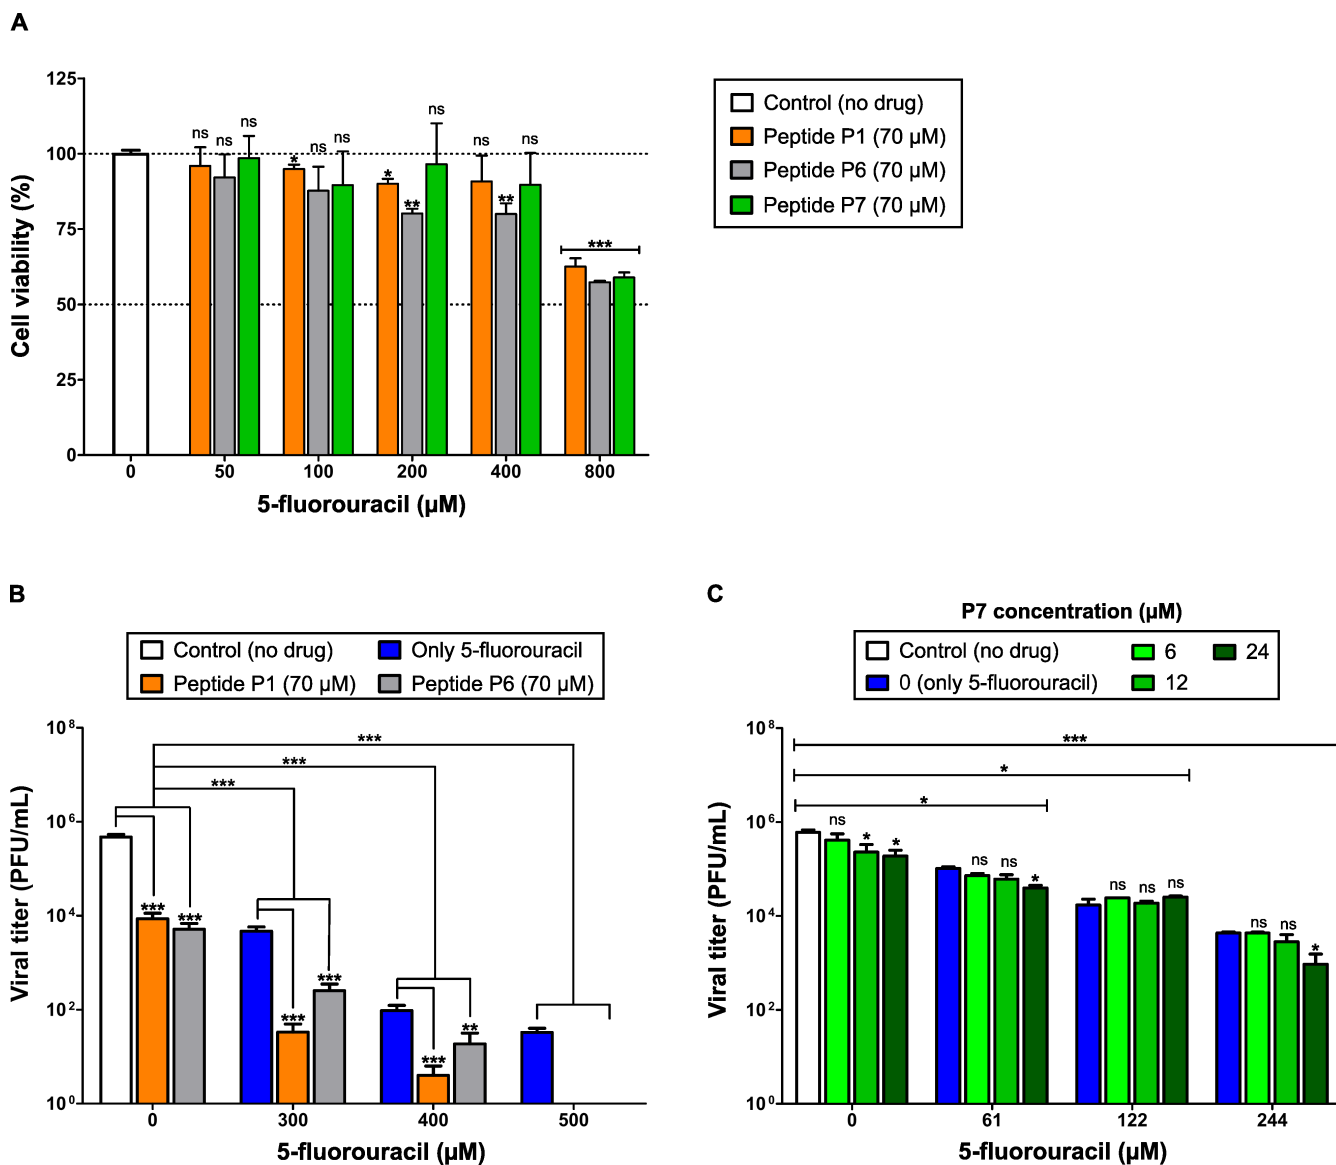 A
125
100
75
50
25
0
Cell viability (%)
ns ns ns
* ns ns
* ** ns
ns ** ns
***
0 50 100 200 400 800
5-fluorouracil (µM)
Control (no drug)
Peptide P1 (70 µM)
Peptide P6 (70 µM)
Peptide P7 (70 µM)
B
Control (no drug) Only 5-fluorouracil
Peptide P1 (70 µM) Peptide P6 (70 µM)
10⁸
10⁶
10⁴
10²
10⁰
Viral titer (PFU/mL)
***
***
***
*** ***
*** ***
*** **
0 300 400 500
5-fluorouracil (µM)
C
P7 concentration (µM)
Control (no drug) 6 24
0 (only 5-fluorouracil) 12
10⁸
10⁶
10⁴
10²
10⁰
Viral titer (PFU/mL)
***
*
*
ns * *
ns ns *
ns ns ns
ns ns *
0 61 122 244
5-fluorouracil (µM)